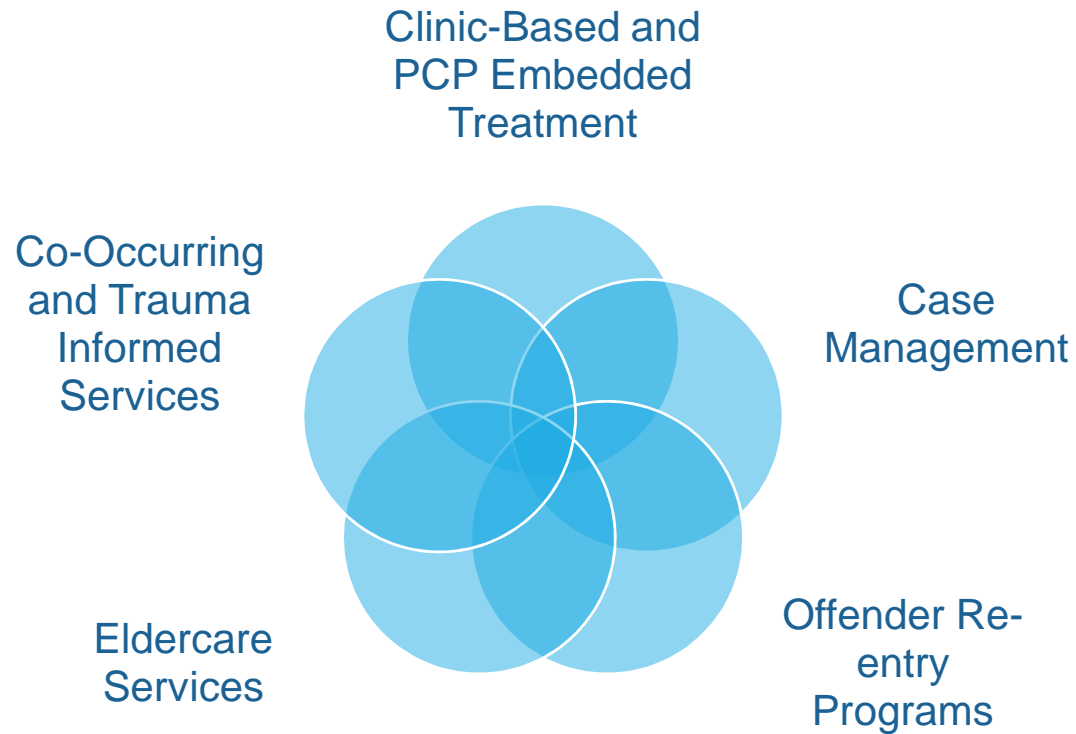 Clinic-Based and
PCP Embedded
Treatment
Co-Occurring
and Trauma
Informed
Services
Case
Management
Eldercare
Services
Offender Re-
entry
Programs